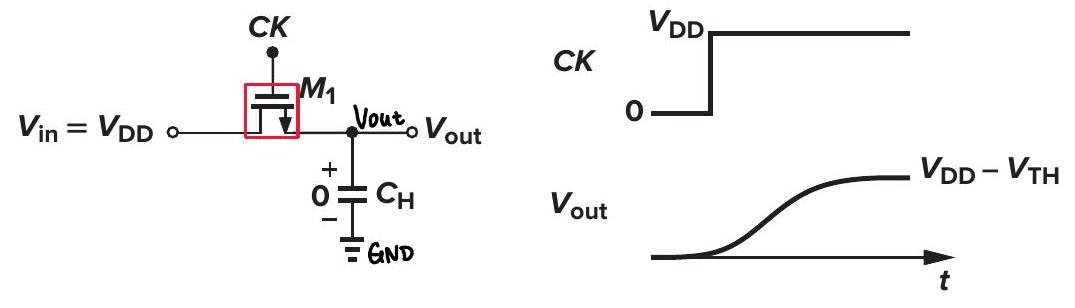 CK
M1
Vin = VDD
Vout
Vout
+
0
−
CH
GND
VDD
CK
0
VDD − VTH
Vout
t